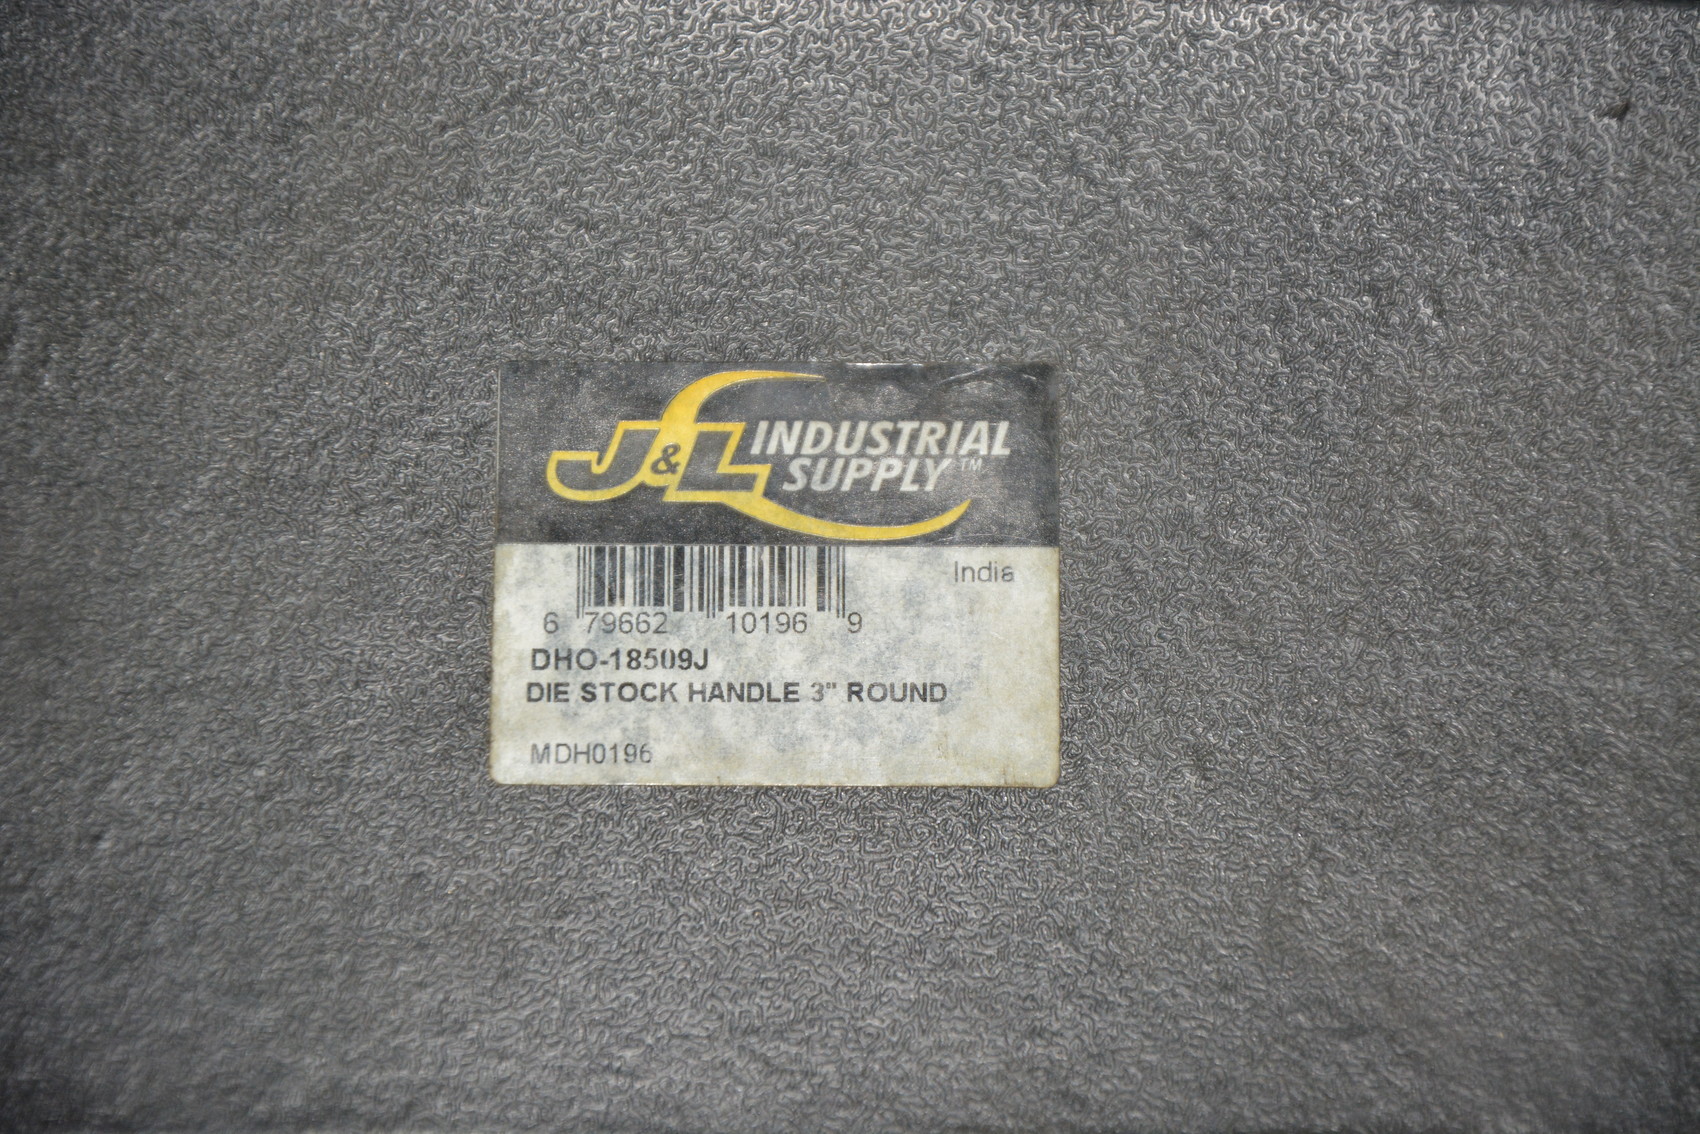 J&L INDUSTRIAL
SUPPLY™
India
6 79662 10196 9
DHO-18509J
DIE STOCK HANDLE 3" ROUND
MDH0196